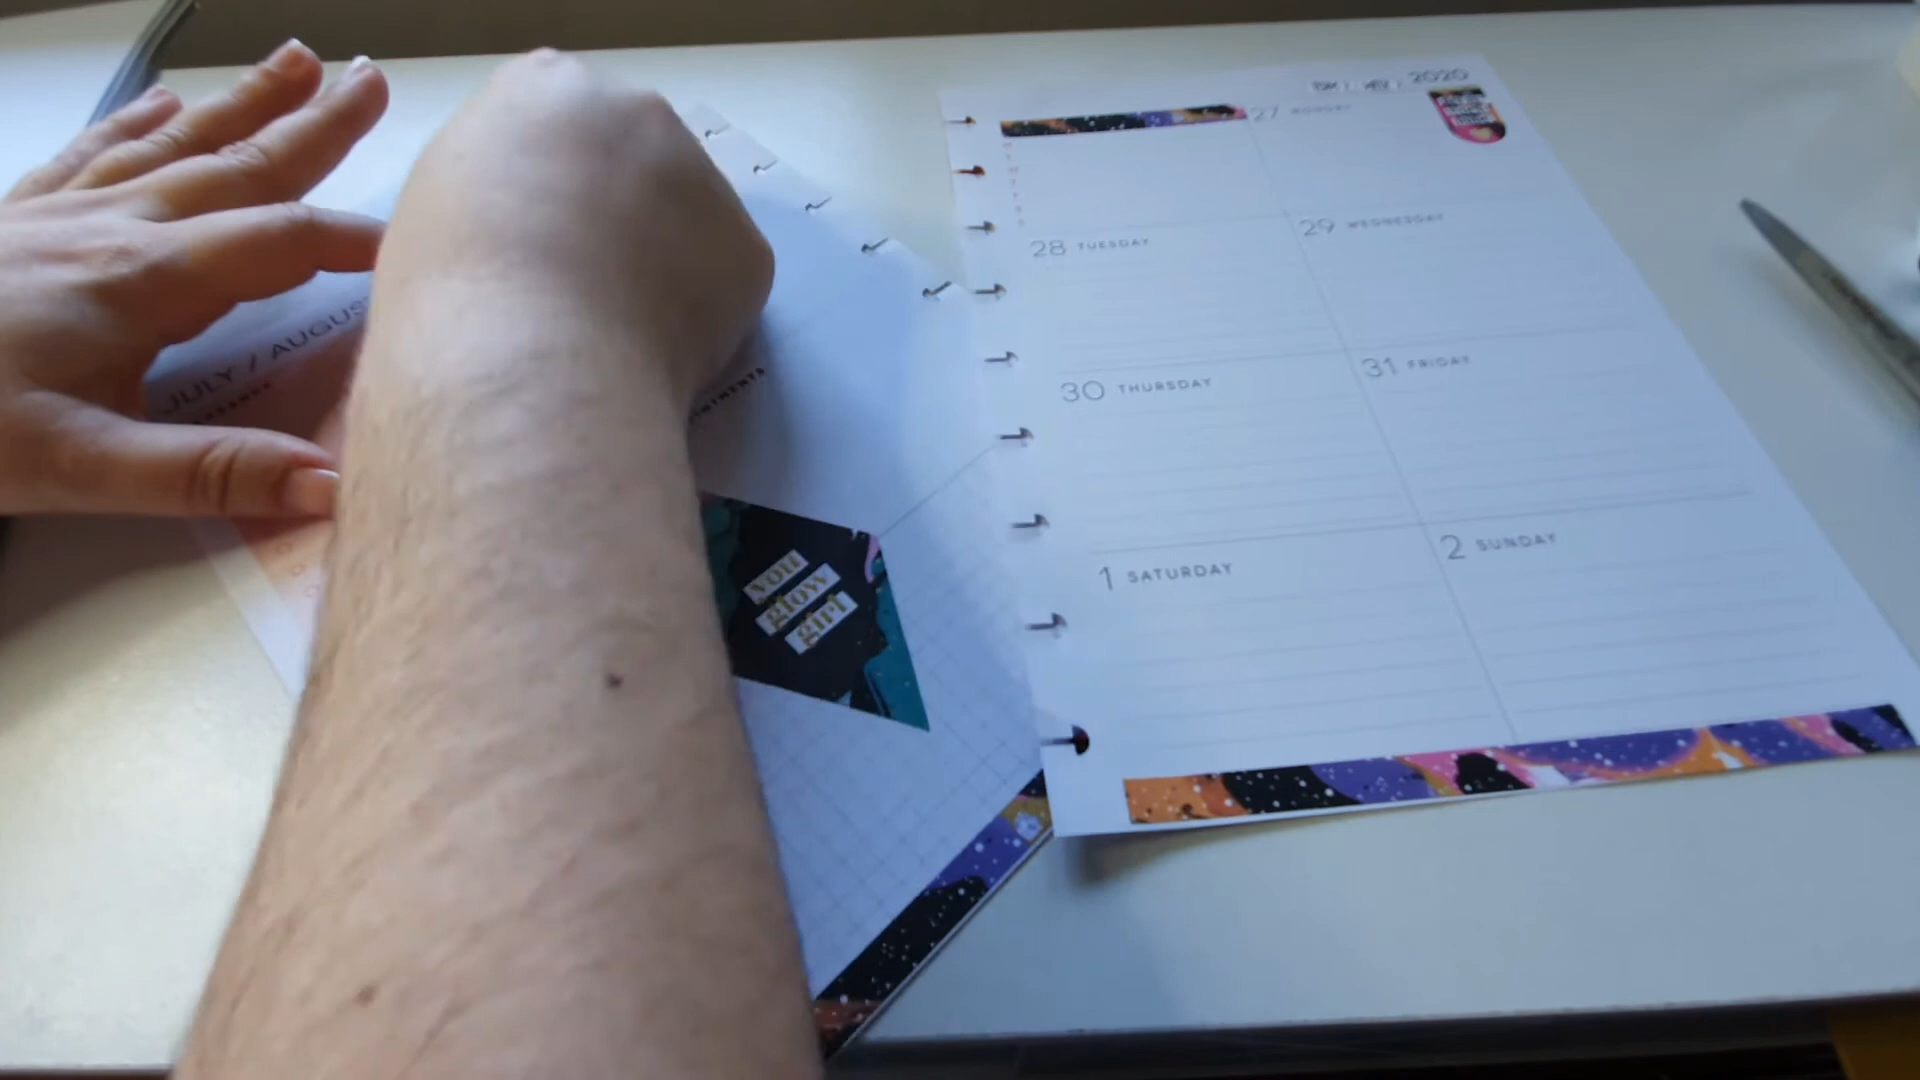 JULY / AUGUS
you
glow
girl
2020
27 MONDAY
28 TUESDAY
29 WEDNESDAY
30 THURSDAY
31 FRIDAY
1 SATURDAY
2 SUNDAY